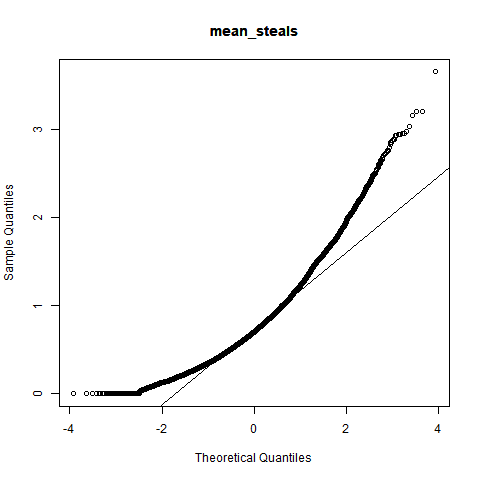 mean_steals
Sample Quantiles
3
2
1
0
-4 -2 0 2 4
Theoretical Quantiles